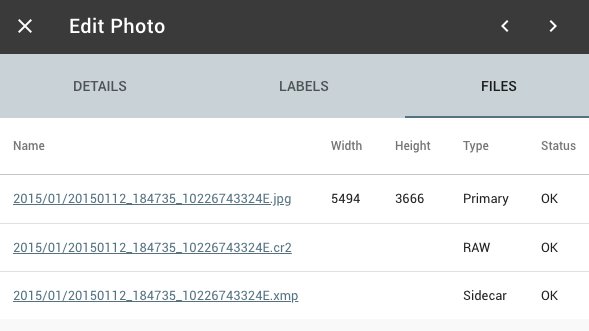 Edit Photo
DETAILS LABELS FILES
Name Width Height Type Status
2015/01/20150112_184735_10226743324E.jpg 5494 3666 Primary OK
2015/01/20150112_184735_10226743324E.cr2 RAW OK
2015/01/20150112_184735_10226743324E.xmp Sidecar OK